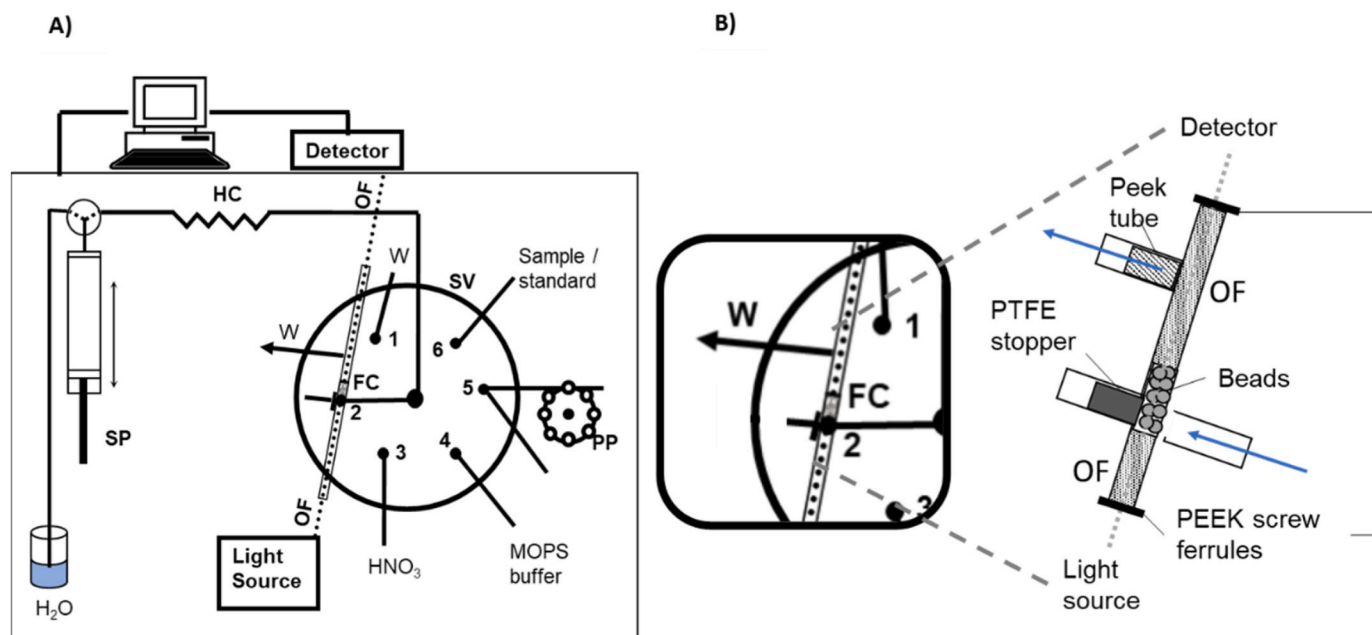 A)
Detector
HC
OF
W
SV
Sample /
standard
1
6
W
FC
5
2
SP
3
4
PP
OF
Light
Source
HNO₃
MOPS
buffer
H₂O
B)
Detector
Peek
tube
W
1
OF
PTFE
stopper
Beads
FC
2
OF
3
PEEK screw
ferrules
Light
source